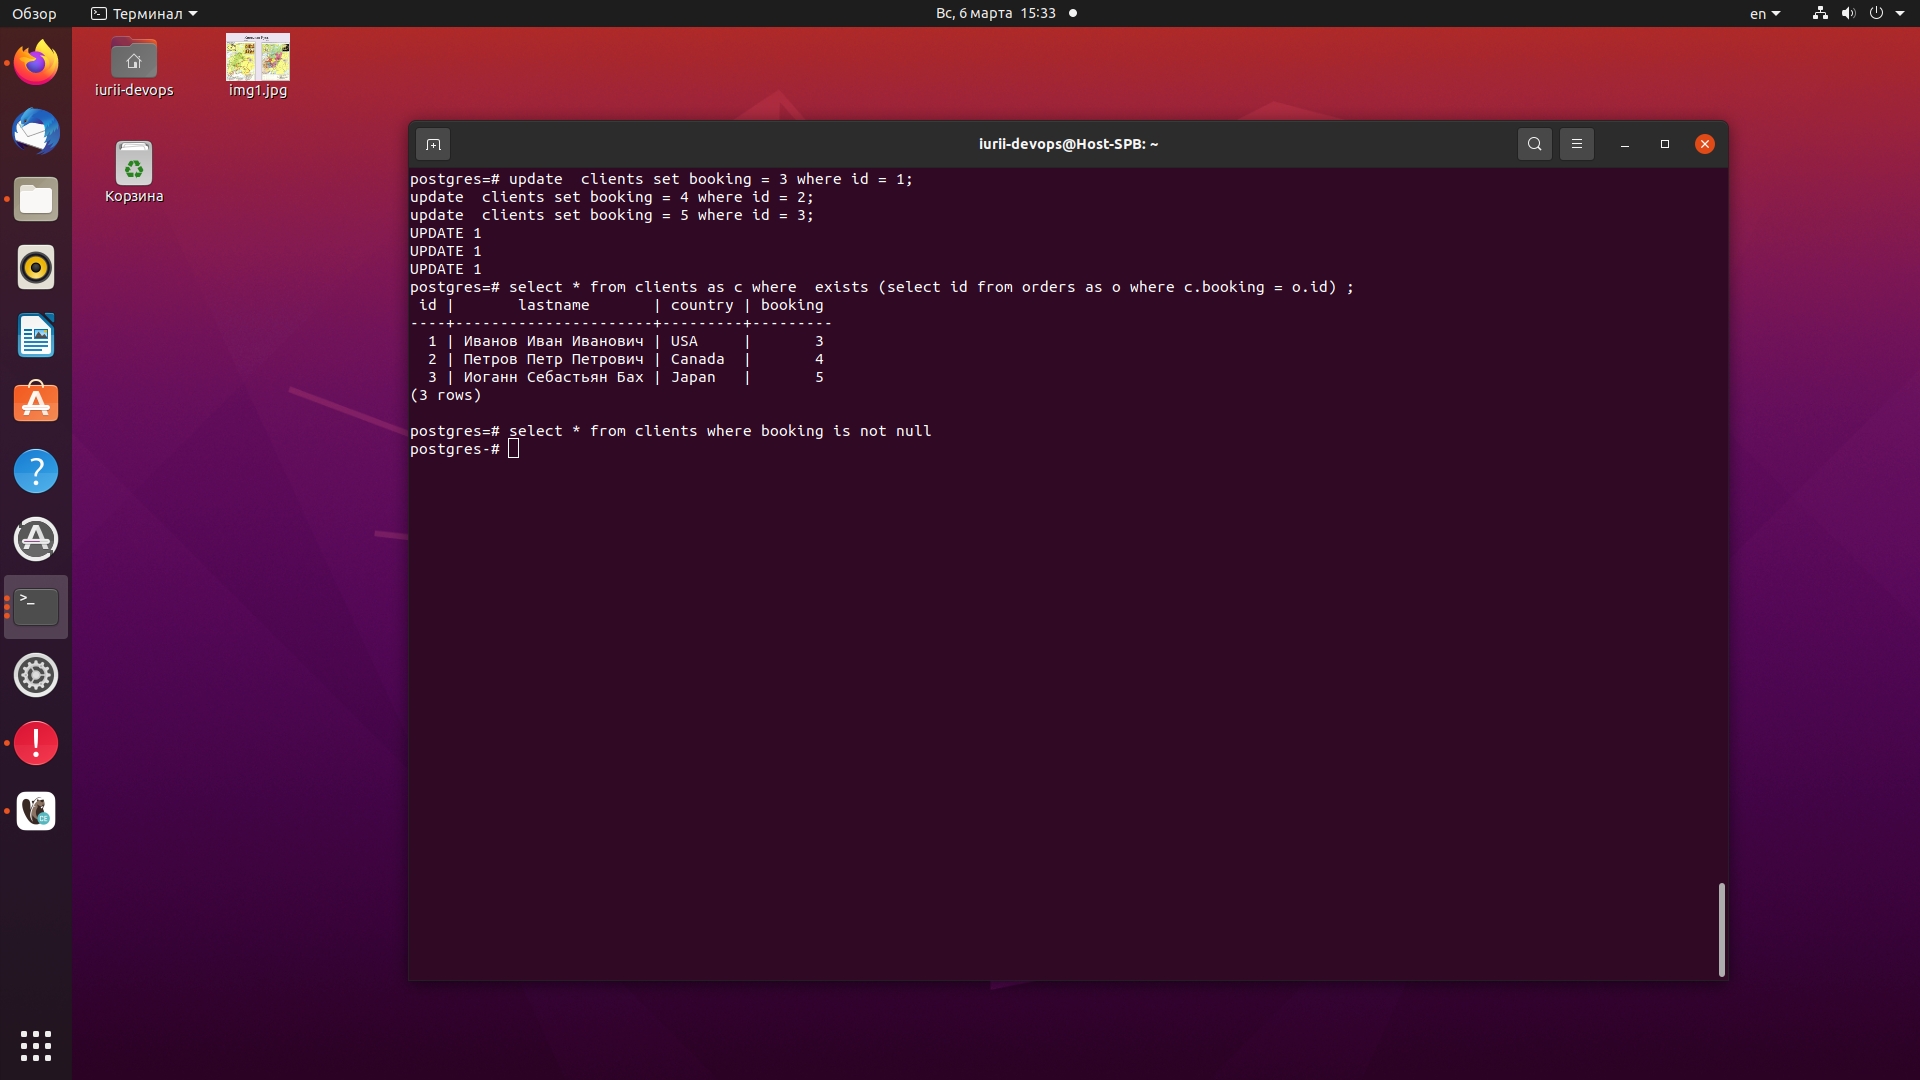 Обзор
Терминал
Вс, 6 марта 15:33
en
iurii-devops
img1.jpg
Корзина
iurii-devops@Host-SPB: ~
postgres=# update  clients set booking = 3 where id = 1;
update  clients set booking = 4 where id = 2;
update  clients set booking = 5 where id = 3;
UPDATE 1
UPDATE 1
UPDATE 1
postgres=# select * from clients as c where  exists (select id from orders as o where c.booking = o.id) ;
 id |       lastname       | country | booking
----+----------------------+---------+---------
  1 | Иванов Иван Иванович | USA     |       3
  2 | Петров Петр Петрович | Canada  |       4
  3 | Иоганн Себастьян Бах | Japan   |       5
(3 rows)
postgres=# select * from clients where booking is not null
postgres-#